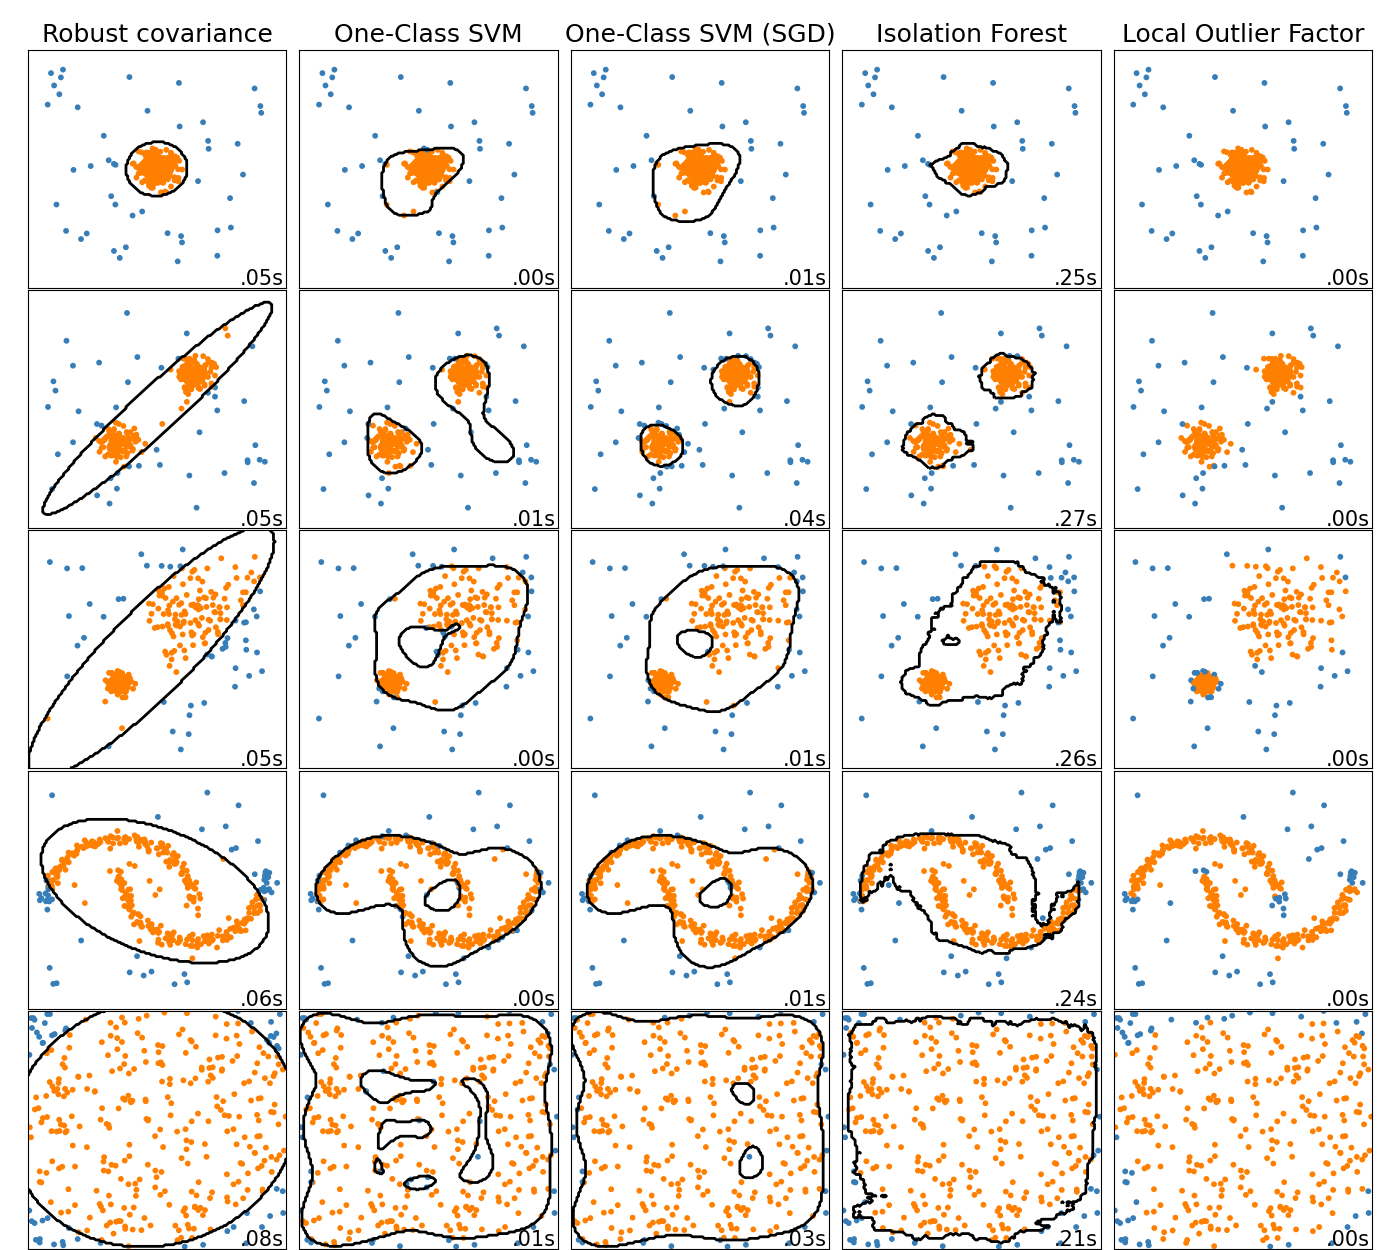 Robust covariance One-Class SVM One-Class SVM (SGD) Isolation Forest Local Outlier Factor
.05s .00s .01s .25s .00s
.05s .01s .04s .27s .00s
.05s .00s .01s .26s .00s
.06s .00s .01s .24s .00s
.08s .01s .03s .21s .00s